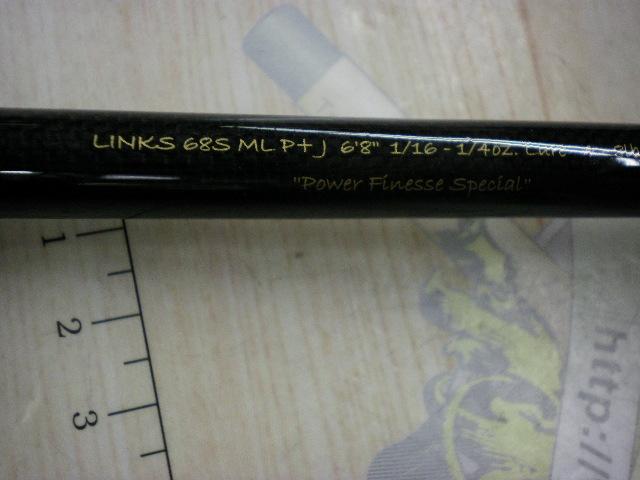 LINKS 68S ML P+J 6'8" 1/16 - 1/4oz.
"Power Finesse Special"
1
2
3
http://